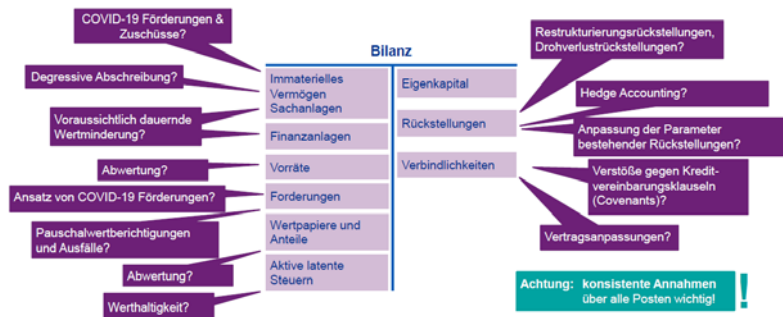 COVID-19 Förderungen &
Zuschüsse?
Degressive Abschreibung?
Voraussichtlich dauernde
Wertminderung?
Abwertung?
Ansatz von COVID-19 Förderungen?
Pauschalwertberichtigungen
und Ausfälle?
Abwertung?
Werthaltigkeit?
Bilanz
Immaterielles
Vermögen
Sachanlagen
Finanzanlagen
Vorräte
Forderungen
Wertpapiere und
Anteile
Aktive latente
Steuern
Eigenkapital
Rückstellungen
Verbindlichkeiten
Restrukturierungsrückstellungen,
Drohverlustrückstellungen?
Hedge Accounting?
Anpassung der Parameter
bestehender Rückstellungen?
Verstöße gegen Kredit-
vereinbarungsklauseln
(Covenants)?
Vertragsanpassungen?
Achtung: konsistente Annahmen
über alle Posten wichtig!
!